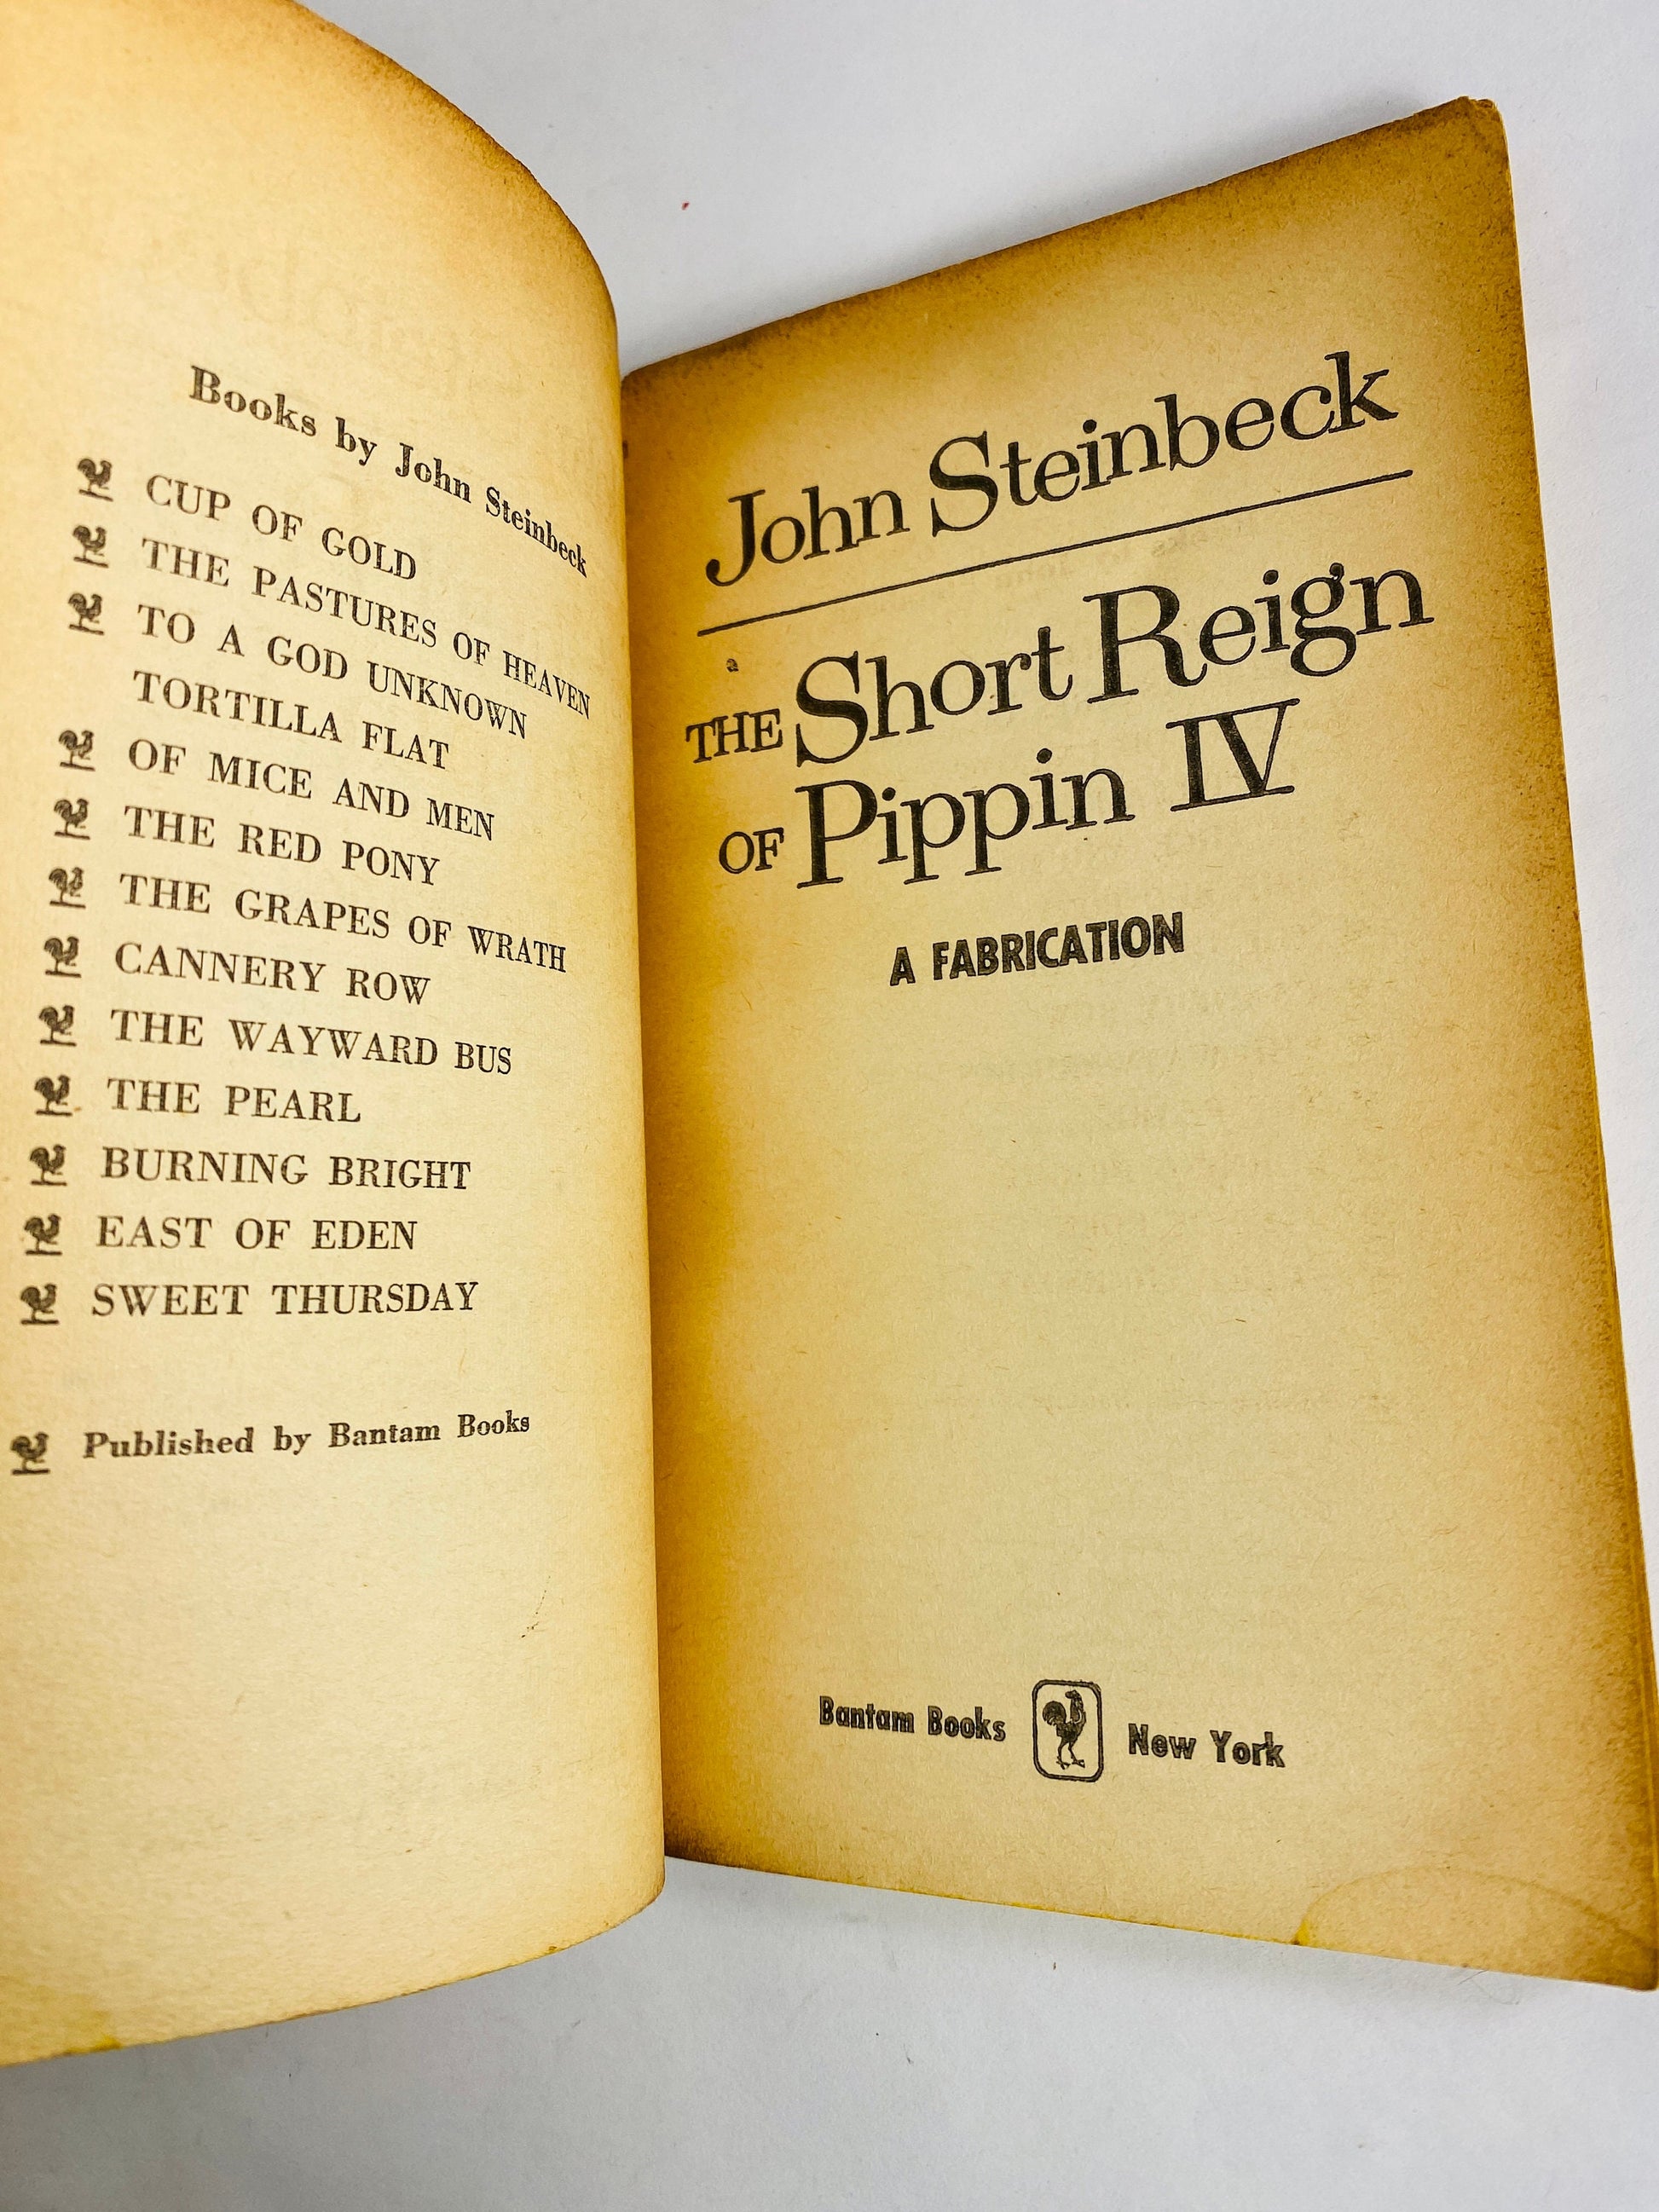 Books by John Steinbeck
CUP OF GOLD
THE PASTURES OF HEAVEN
TO A GOD UNKNOWN
TORTILLA FLAT
OF MICE AND MEN
THE RED PONY
THE GRAPES OF WRATH
CANNERY ROW
THE WAYWARD BUS
THE PEARL
BURNING BRIGHT
EAST OF EDEN
SWEET THURSDAY
Published by Bantam Books
John Steinbeck
a
THE Short Reign
OF Pippin IV
A FABRICATION
Bantam Books New York